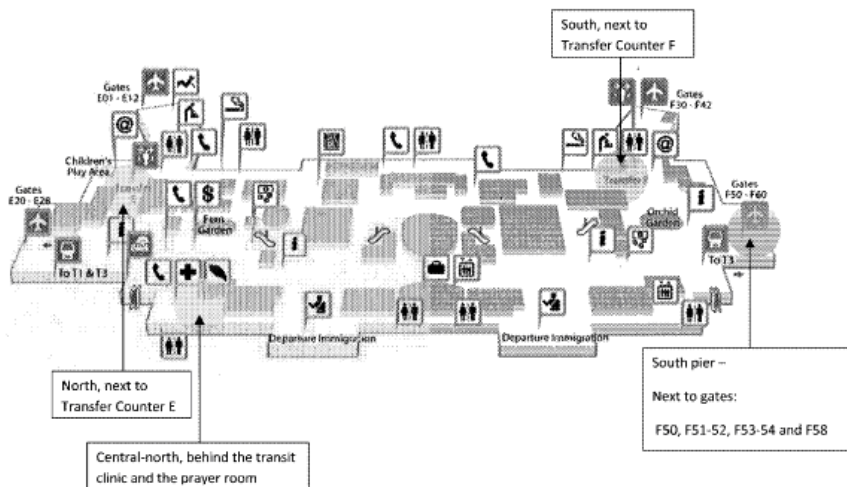 South, next to
Transfer Counter F
Gates
E01 - E12
Gates
F30 - F42
Children's
Play Area
Gates
E20 - E28
Gates
F50 - F60
Transfer F
Fern
Garden
Orchid
Garden
To T1 & T3
To T3
Departure Immigration
Departure Immigration
North, next to
Transfer Counter E
South pier –
Next to gates:
F50, F51-52, F53-54 and F58
Central-north, behind the transit
clinic and the prayer room